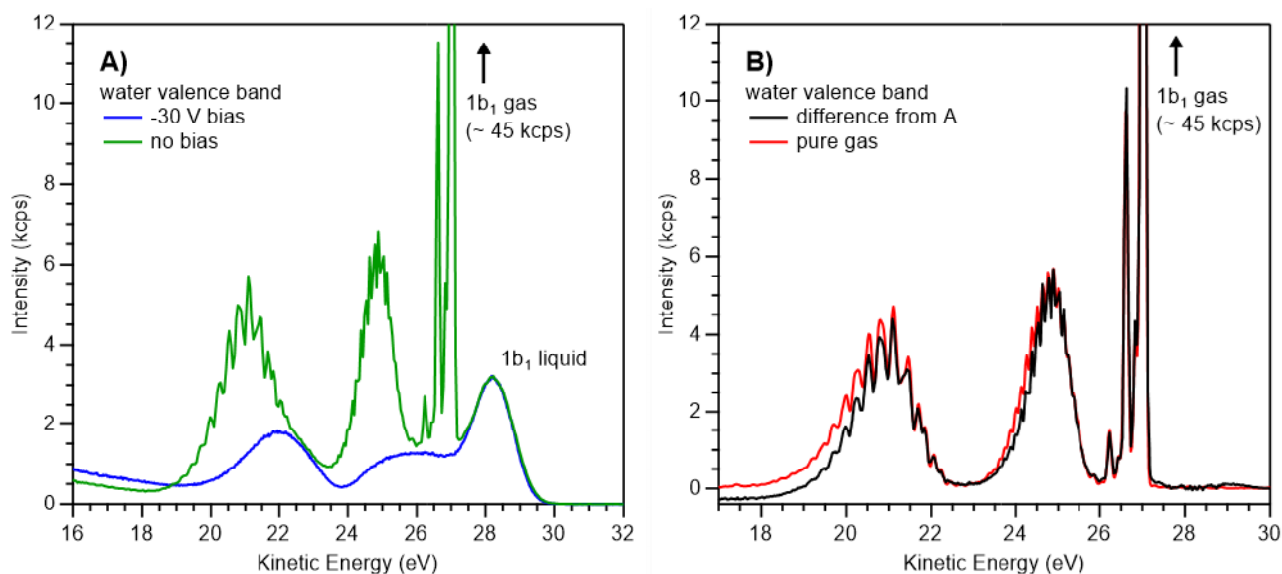 A)
water valence band
-30 V bias
no bias
1b₁ gas
(~ 45 kcps)
1b₁ liquid
12
10
8
6
4
2
0
Intensity (kcps)
16 18 20 22 24 26 28 30 32
Kinetic Energy (eV)
B)
water valence band
difference from A
pure gas
1b₁ gas
(~ 45 kcps)
12
10
8
6
4
2
0
Intensity (kcps)
18 20 22 24 26 28 30
Kinetic Energy (eV)